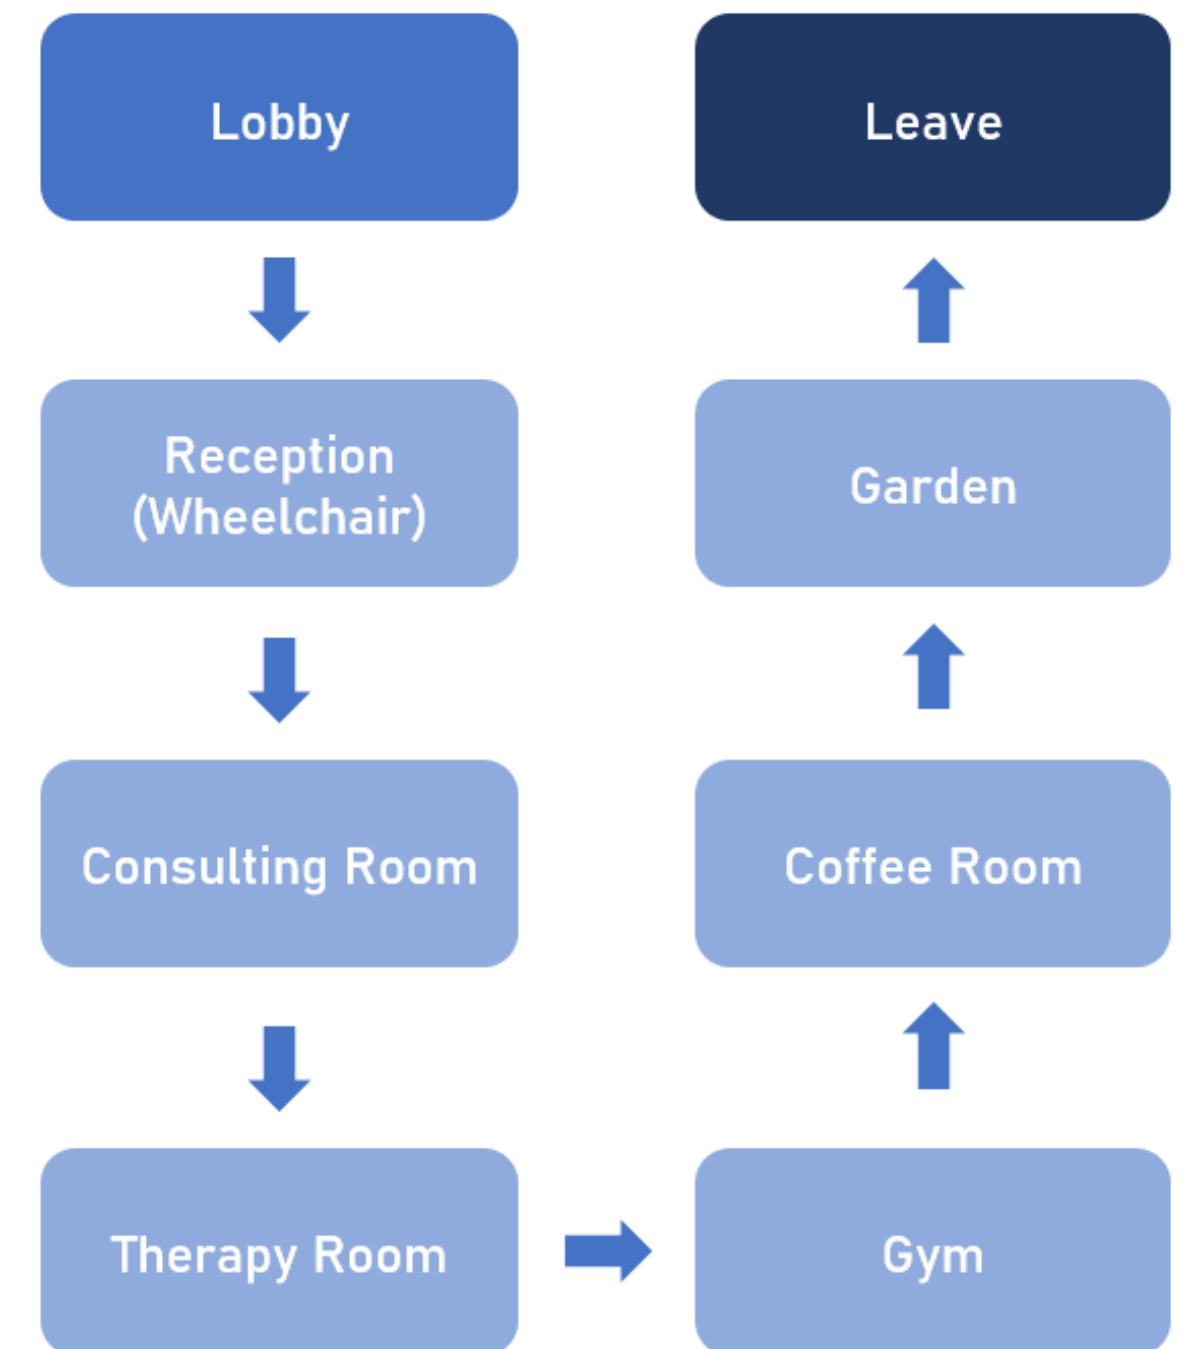 Lobby
Reception
(Wheelchair)
Consulting Room
Therapy Room
Gym
Coffee Room
Garden
Leave